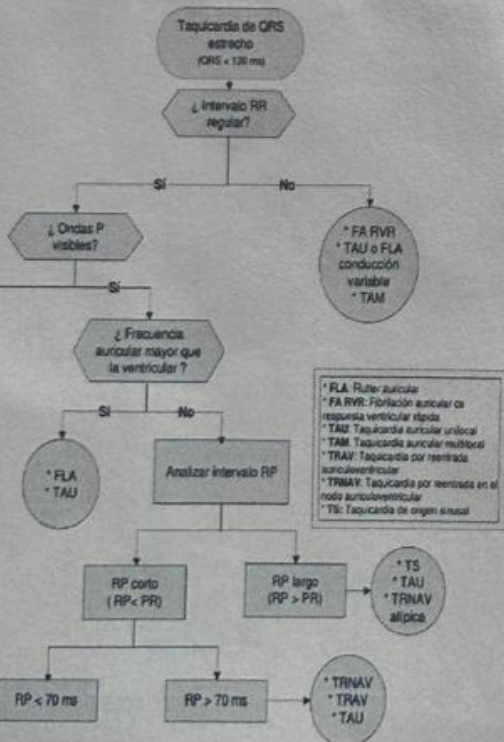 Taquicardia de QRS
estrecho
(QRS < 120 ms)
¿ Intervalo RR
regular?
Sí
No
¿ Ondas P
visibles?
* FA RVR
* TAU o FLA
conducción
variable
* TAM
Sí
¿ Frecuencia
auricular mayor que
la ventricular ?
Sí
No
* FLA
* TAU
Analizar intervalo RP
* FLA: Flutter auricular
* FA RVR: Fibrilación auricular de
respuesta ventricular rápida
* TAU: Taquicardia auricular unifocal
* TAM: Taquicardia auricular multifocal
* TRAV: Taquicardia por reentrada
auriculoventricular
* TRNAV: Taquicardia por reentrada en el
nodo auriculoventricular
* TS: Taquicardia de origen sinusal
RP corto
( RP< PR)
RP largo
(RP > PR)
* TS
* TAU
* TRNAV
atípica
RP < 70 ms
RP > 70 ms
* TRNAV
* TRAV
* TAU